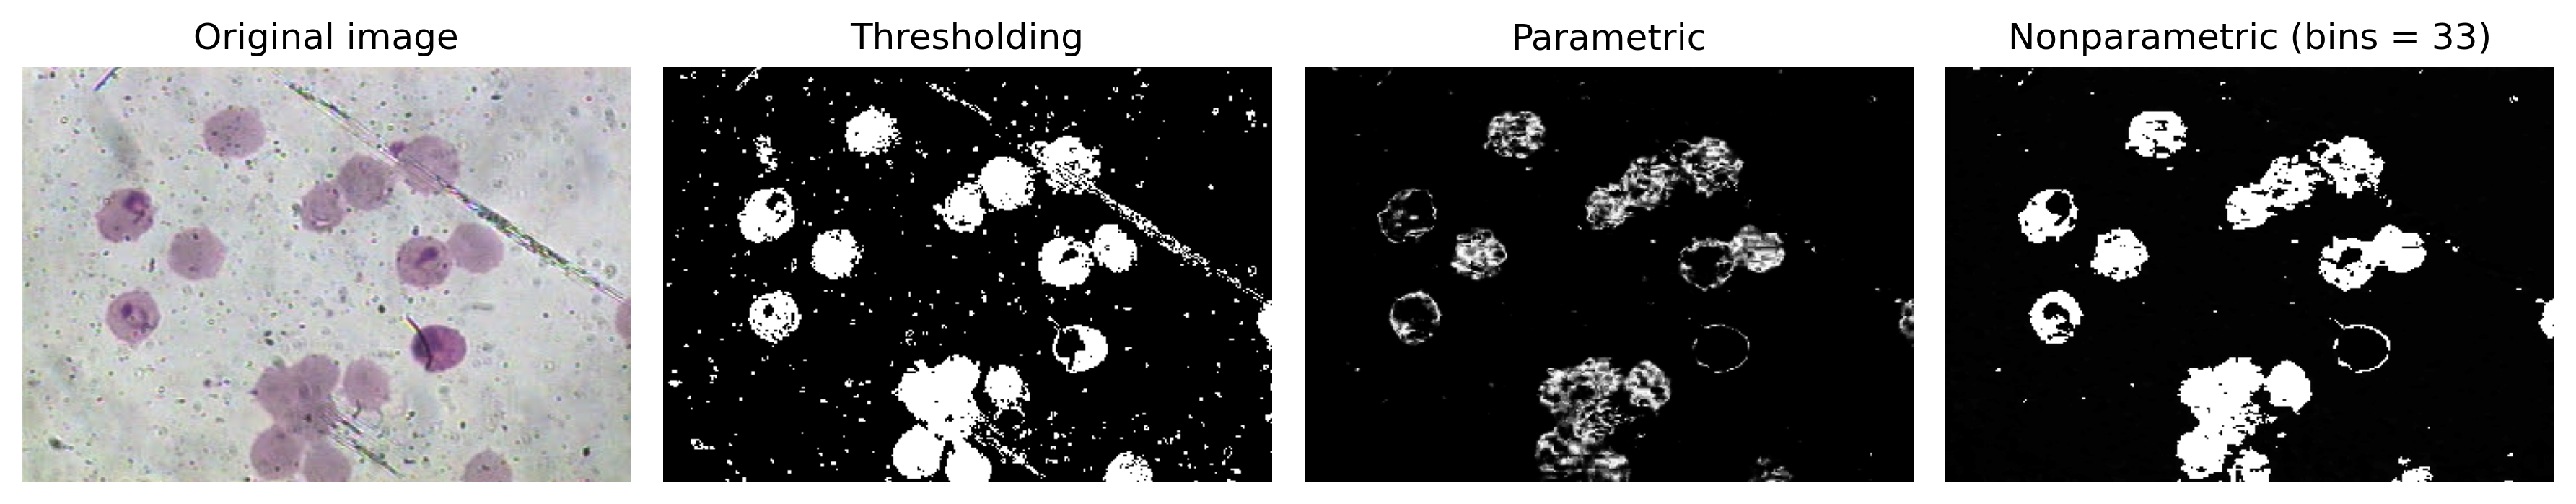 Original image
Thresholding
Parametric
Nonparametric (bins = 33)